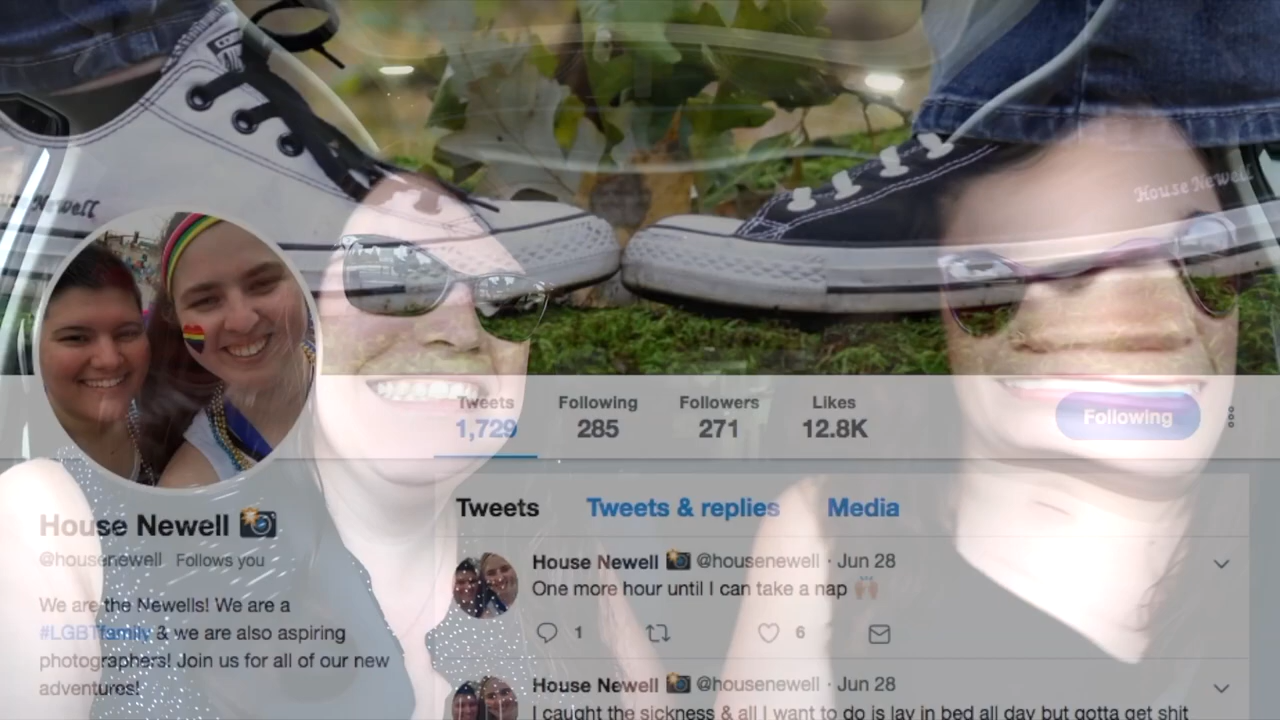 House Newell
Tweets Following Followers Likes
1,729 285 271 12.8K
Following
House Newell
@housenewell Follows you
We are the Newells! We are a
#LGBTfamily & we are also aspiring
photographers! Join us for all of our new
adventures!
Tweets Tweets & replies Media
House Newell @housenewell · Jun 28
One more hour until I can take a nap
1 6
House Newell @housenewell · Jun 28
I caught the sickness & all I want to do is lay in bed all day but gotta get shit